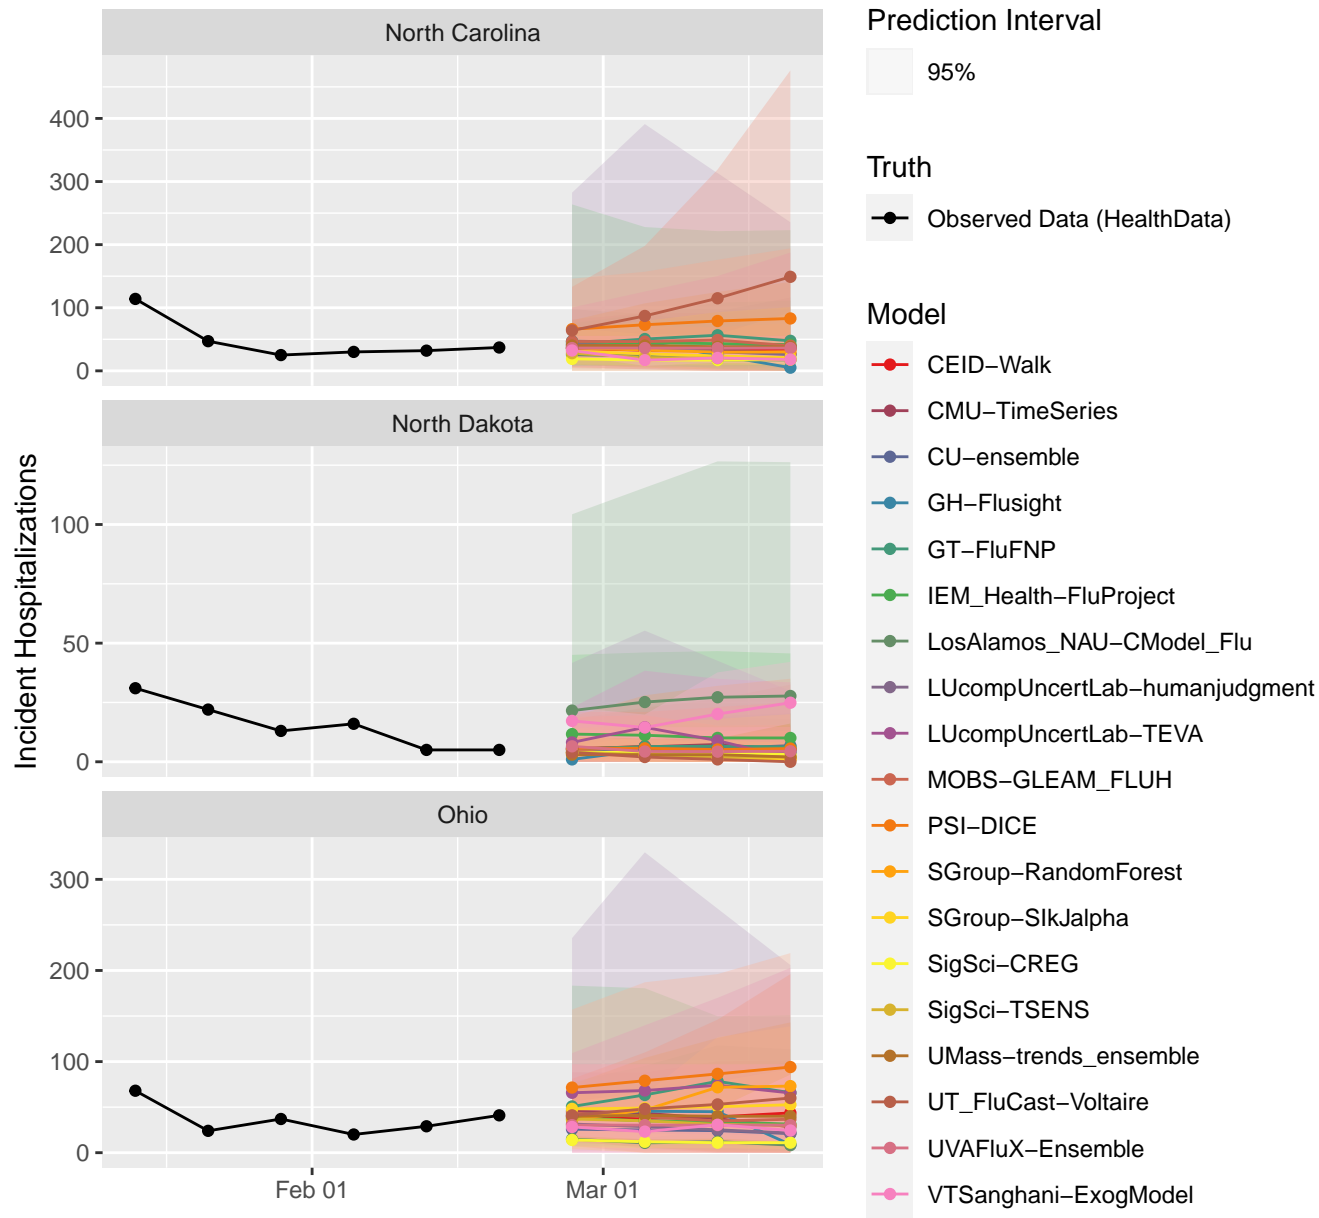 North Carolina
400
300
200
100
0
North Dakota
100
50
0
Ohio
300
200
100
0
Feb 01
Mar 01
Incident Hospitalizations
Prediction Interval
95%
Truth
Observed Data (HealthData)
Model
CEID−Walk
CMU−TimeSeries
CU−ensemble
GH−Flusight
GT−FluFNP
IEM_Health−FluProject
LosAlamos_NAU−CModel_Flu
LUcompUncertLab−humanjudgment
LUcompUncertLab−TEVA
MOBS−GLEAM_FLUH
PSI−DICE
SGroup−RandomForest
SGroup−SIkJalpha
SigSci−CREG
SigSci−TSENS
UMass−trends_ensemble
UT_FluCast−Voltaire
UVAFluX−Ensemble
VTSanghani−ExogModel